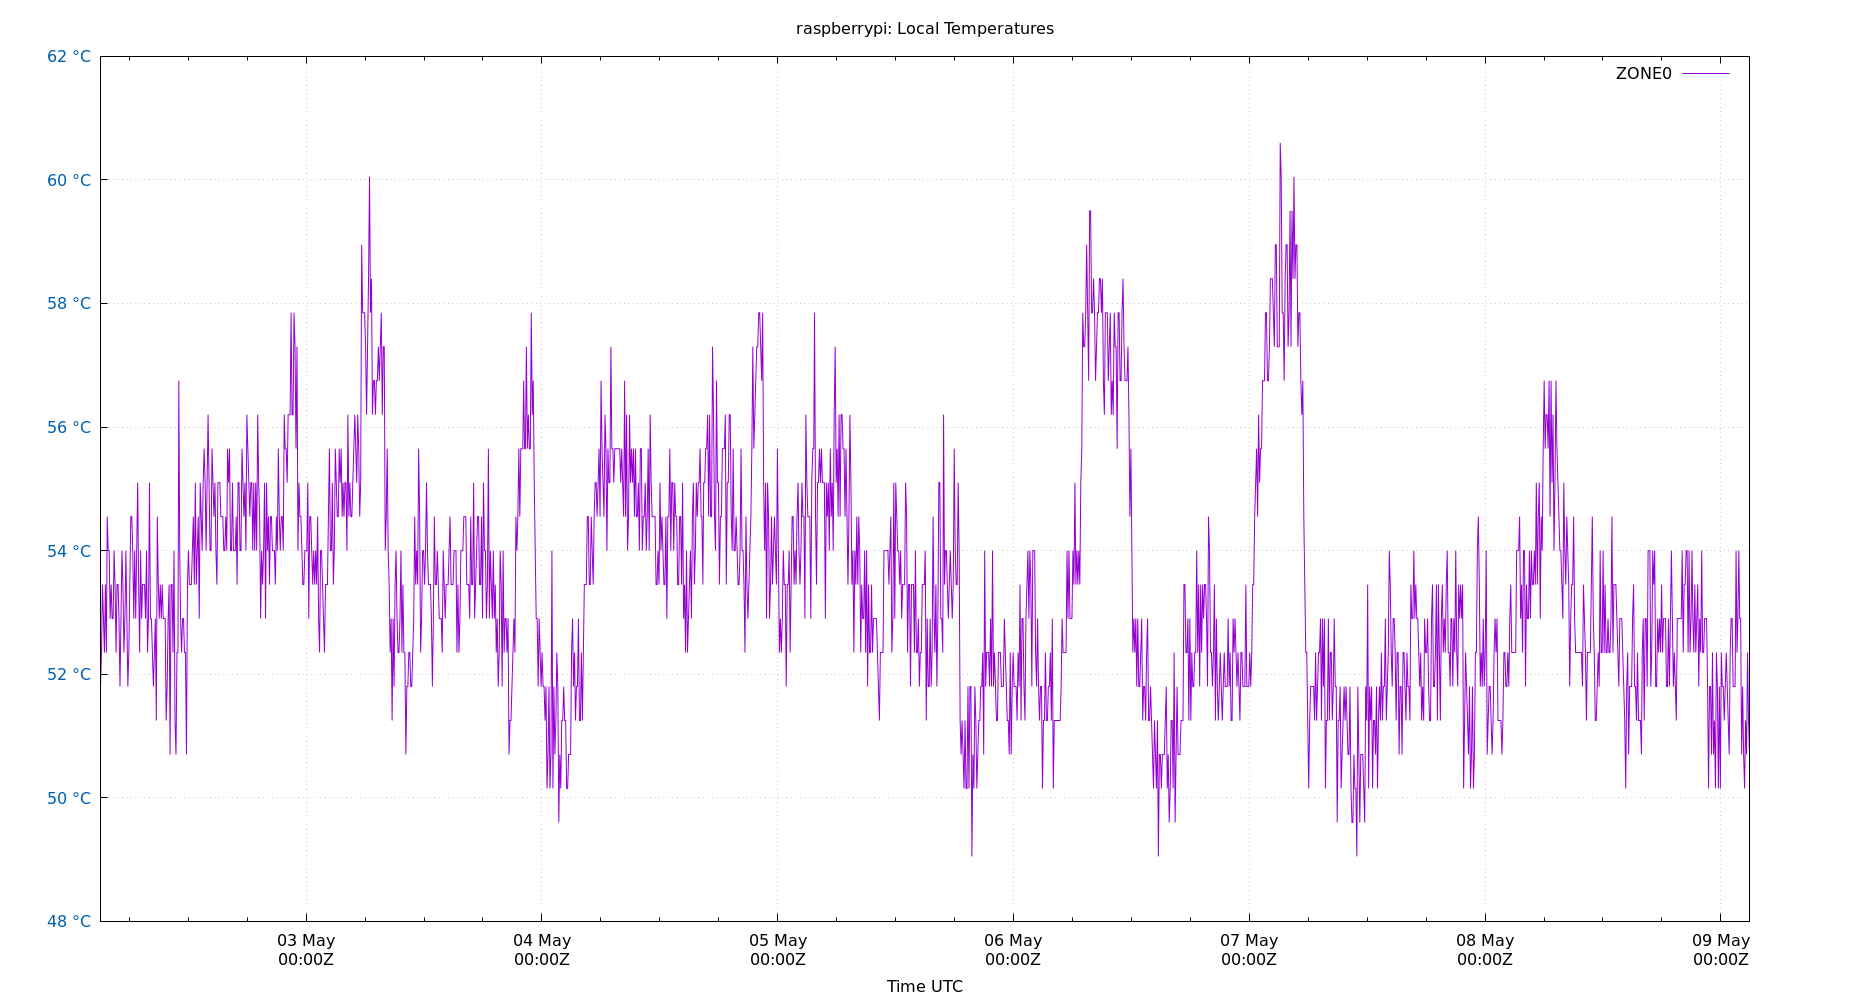 raspberrypi: Local Temperatures
62 °C
ZONE0
60 °C
58 °C
56 °C
54 °C
52 °C
50 °C
48 °C
03 May 04 May 05 May 06 May 07 May 08 May 09 May
00:00Z 00:00Z 00:00Z 00:00Z 00:00Z 00:00Z 00:00Z
Time UTC